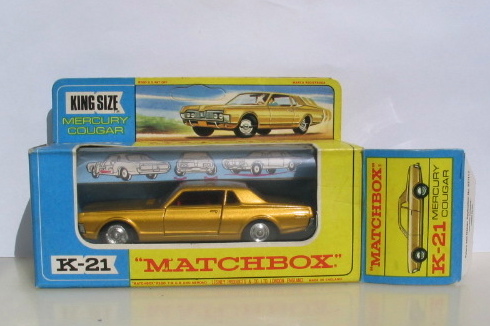 KING SIZE
MERCURY
COUGAR
K-21
"MATCHBOX"
MATCHBOX"
K-21 MERCURY
COUGAR